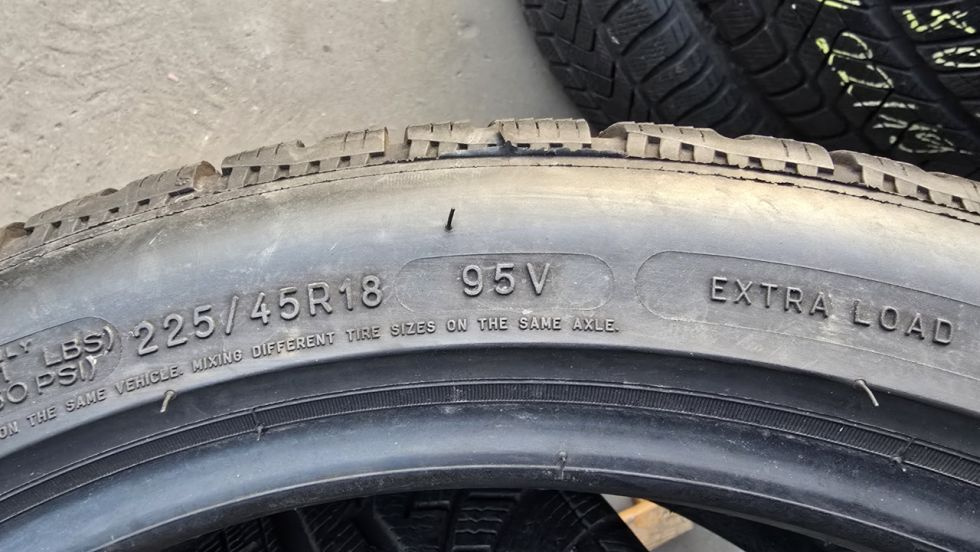 225/45R18
95V
EXTRA LOAD
LBS)
PSI)
ON THE SAME VEHICLE. MIXING DIFFERENT TIRE SIZES ON THE SAME AXLE.